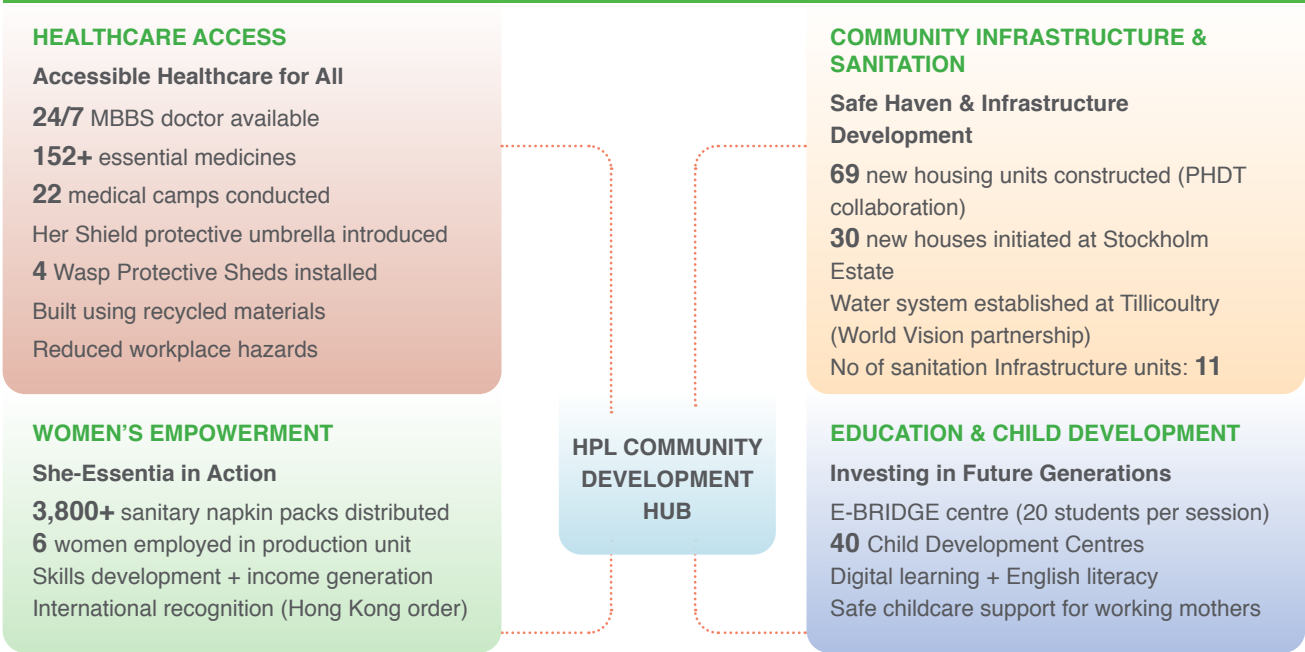 HEALTHCARE ACCESS
Accessible Healthcare for All
24/7 MBBS doctor available
152+ essential medicines
22 medical camps conducted
Her Shield protective umbrella introduced
4 Wasp Protective Sheds installed
Built using recycled materials
Reduced workplace hazards
COMMUNITY INFRASTRUCTURE &
SANITATION
Safe Haven & Infrastructure
Development
69 new housing units constructed (PHDT
collaboration)
30 new houses initiated at Stockholm
Estate
Water system established at Tillicoultry
(World Vision partnership)
No of sanitation Infrastructure units: 11
WOMEN'S EMPOWERMENT
She-Essentia in Action
3,800+ sanitary napkin packs distributed
6 women employed in production unit
Skills development + income generation
International recognition (Hong Kong order)
HPL COMMUNITY
DEVELOPMENT
HUB
EDUCATION & CHILD DEVELOPMENT
Investing in Future Generations
E-BRIDGE centre (20 students per session)
40 Child Development Centres
Digital learning + English literacy
Safe childcare support for working mothers